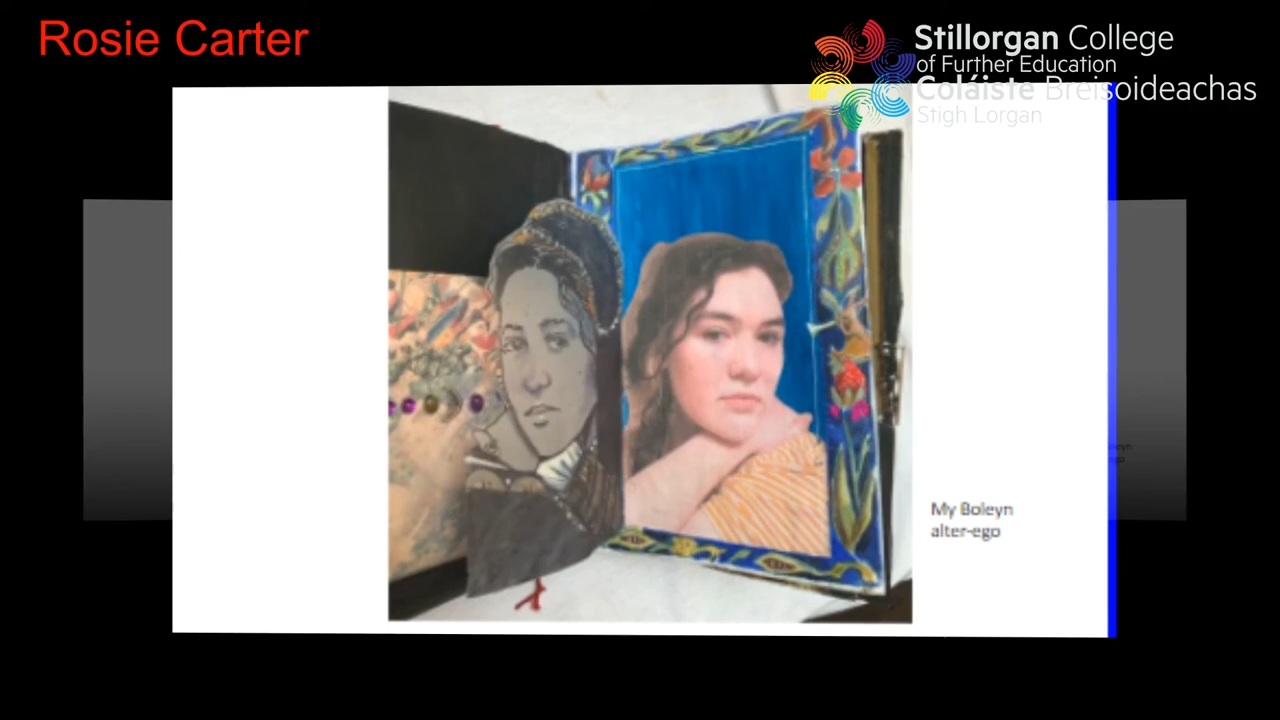 Rosie Carter
Stillorgan College
of Further Education
Coláiste Breisoideachas
Stigh Lorgan
My Boleyn
alter-ego